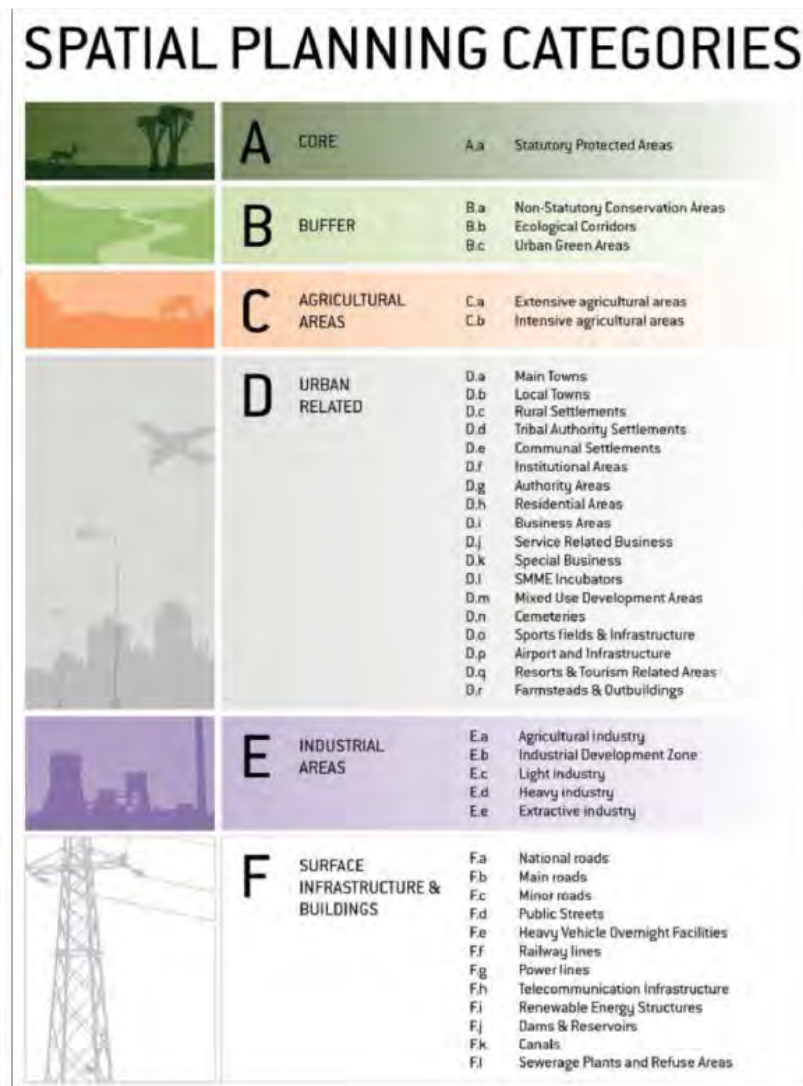 SPATIAL PLANNING CATEGORIES
A CORE
A.a Statutory Protected Areas
B BUFFER
B.a Non-Statutory Conservation Areas
B.b Ecological Corridors
B.c Urban Green Areas
C AGRICULTURAL
AREAS
C.a Extensive agricultural areas
C.b Intensive agricultural areas
D URBAN
RELATED
D.a Main Towns
D.b Local Towns
D.c Rural Settlements
D.d Tribal Authority Settlements
D.e Communal Settlements
D.f Institutional Areas
D.g Authority Areas
D.h Residential Areas
D.i Business Areas
D.j Service Related Business
D.k Special Business
D.l SMME Incubators
D.m Mixed Use Development Areas
D.n Cemeteries
D.o Sports fields & Infrastructure
D.p Airport and Infrastructure
D.q Resorts & Tourism Related Areas
D.r Farmsteads & Outbuildings
E INDUSTRIAL
AREAS
E.a Agricultural industry
E.b Industrial Development Zone
E.c Light industry
E.d Heavy industry
E.e Extractive industry
F SURFACE
INFRASTRUCTURE &
BUILDINGS
F.a National roads
F.b Main roads
F.c Minor roads
F.d Public Streets
F.e Heavy Vehicle Overnight Facilities
F.f Railway lines
F.g Power lines
F.h Telecommunication Infrastructure
F.i Renewable Energy Structures
F.j Dams & Reservoirs
F.k Canals
F.l Sewerage Plants and Refuse Areas